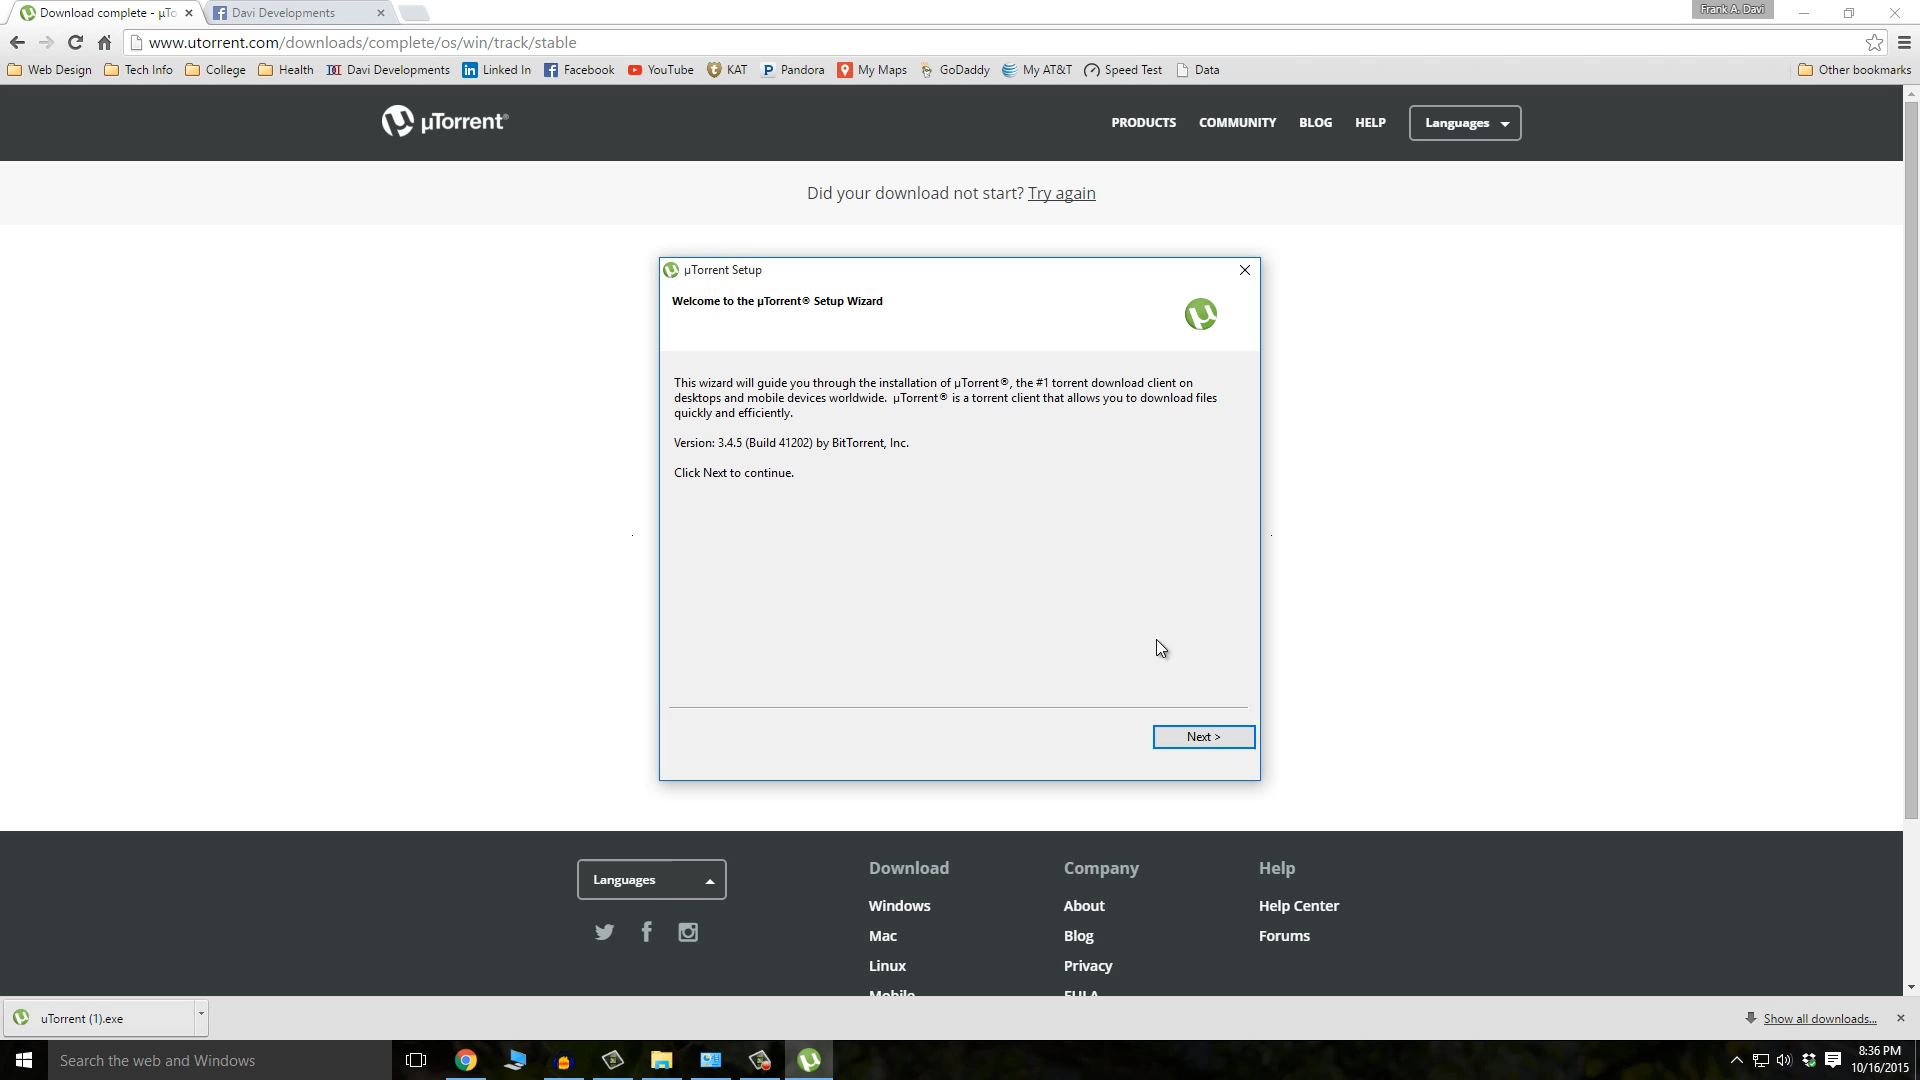 Download complete - µTo
Davi Developments
Frank A. Davi
www.utorrent.com/downloads/complete/os/win/track/stable
Web Design
Tech Info
College
Health
Davi Developments
Linked In
Facebook
YouTube
KAT
Pandora
My Maps
GoDaddy
My AT&T
Speed Test
Data
Other bookmarks
µTorrent®
PRODUCTS
COMMUNITY
BLOG
HELP
Languages
Did your download not start? Try again
µTorrent Setup
Welcome to the µTorrent® Setup Wizard
This wizard will guide you through the installation of µTorrent®, the #1 torrent download client on
desktops and mobile devices worldwide. µTorrent® is a torrent client that allows you to download files
quickly and efficiently.
Version: 3.4.5 (Build 41202) by BitTorrent, Inc.
Click Next to continue.
Next >
Languages
Download
Windows
Mac
Linux
Mobile
Company
About
Blog
Privacy
EULA
Help
Help Center
Forums
uTorrent (1).exe
Show all downloads...
Search the web and Windows
8:36 PM
10/16/2015